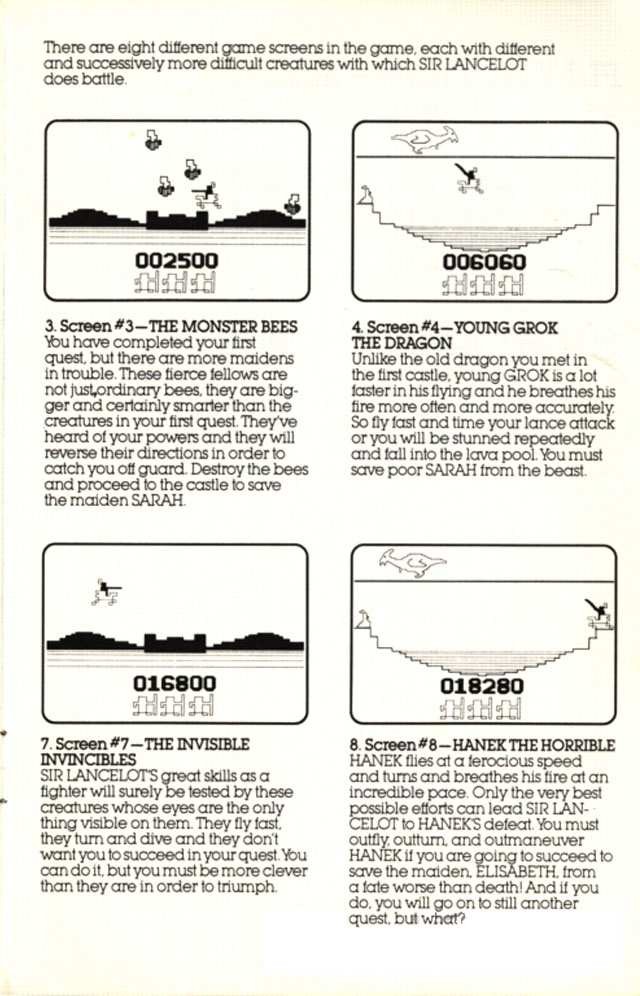 There are eight different game screens in the game, each with different
and successively more difficult creatures with which SIR LANCELOT
does battle.
002500
3. Screen #3—THE MONSTER BEES
You have completed your first
quest, but there are more maidens
in trouble. These fierce fellows are
not just ordinary bees, they are big-
ger and certainly smarter than the
creatures in your first quest. They've
heard of your powers and they will
reverse their directions in order to
catch you off guard. Destroy the bees
and proceed to the castle to save
the maiden SARAH.
006060
4. Screen #4—YOUNG GROK
THE DRAGON
Unlike the old dragon you met in
the first castle, young GROK is a lot
faster in his flying and he breathes his
fire more often and more accurately.
So fly fast and time your lance attack
or you will be stunned repeatedly
and fall into the lava pool. You must
save poor SARAH from the beast.
016800
7. Screen #7—THE INVISIBLE
INVINCIBLES
SIR LANCELOT'S great skills as a
fighter will surely be tested by these
creatures whose eyes are the only
thing visible on them. They fly fast,
they turn and dive and they don't
want you to succeed in your quest. You
can do it, but you must be more clever
than they are in order to triumph.
018280
8. Screen #8—HANEK THE HORRIBLE
HANEK flies at a ferocious speed
and turns and breathes his fire at an
incredible pace. Only the very best
possible efforts can lead SIR LAN-
CELOT to HANEK'S defeat. You must
outfly, outturn, and outmaneuver
HANEK if you are going to succeed to
save the maiden, ELISABETH, from
a fate worse than death! And if you
do, you will go on to still another
quest, but what?